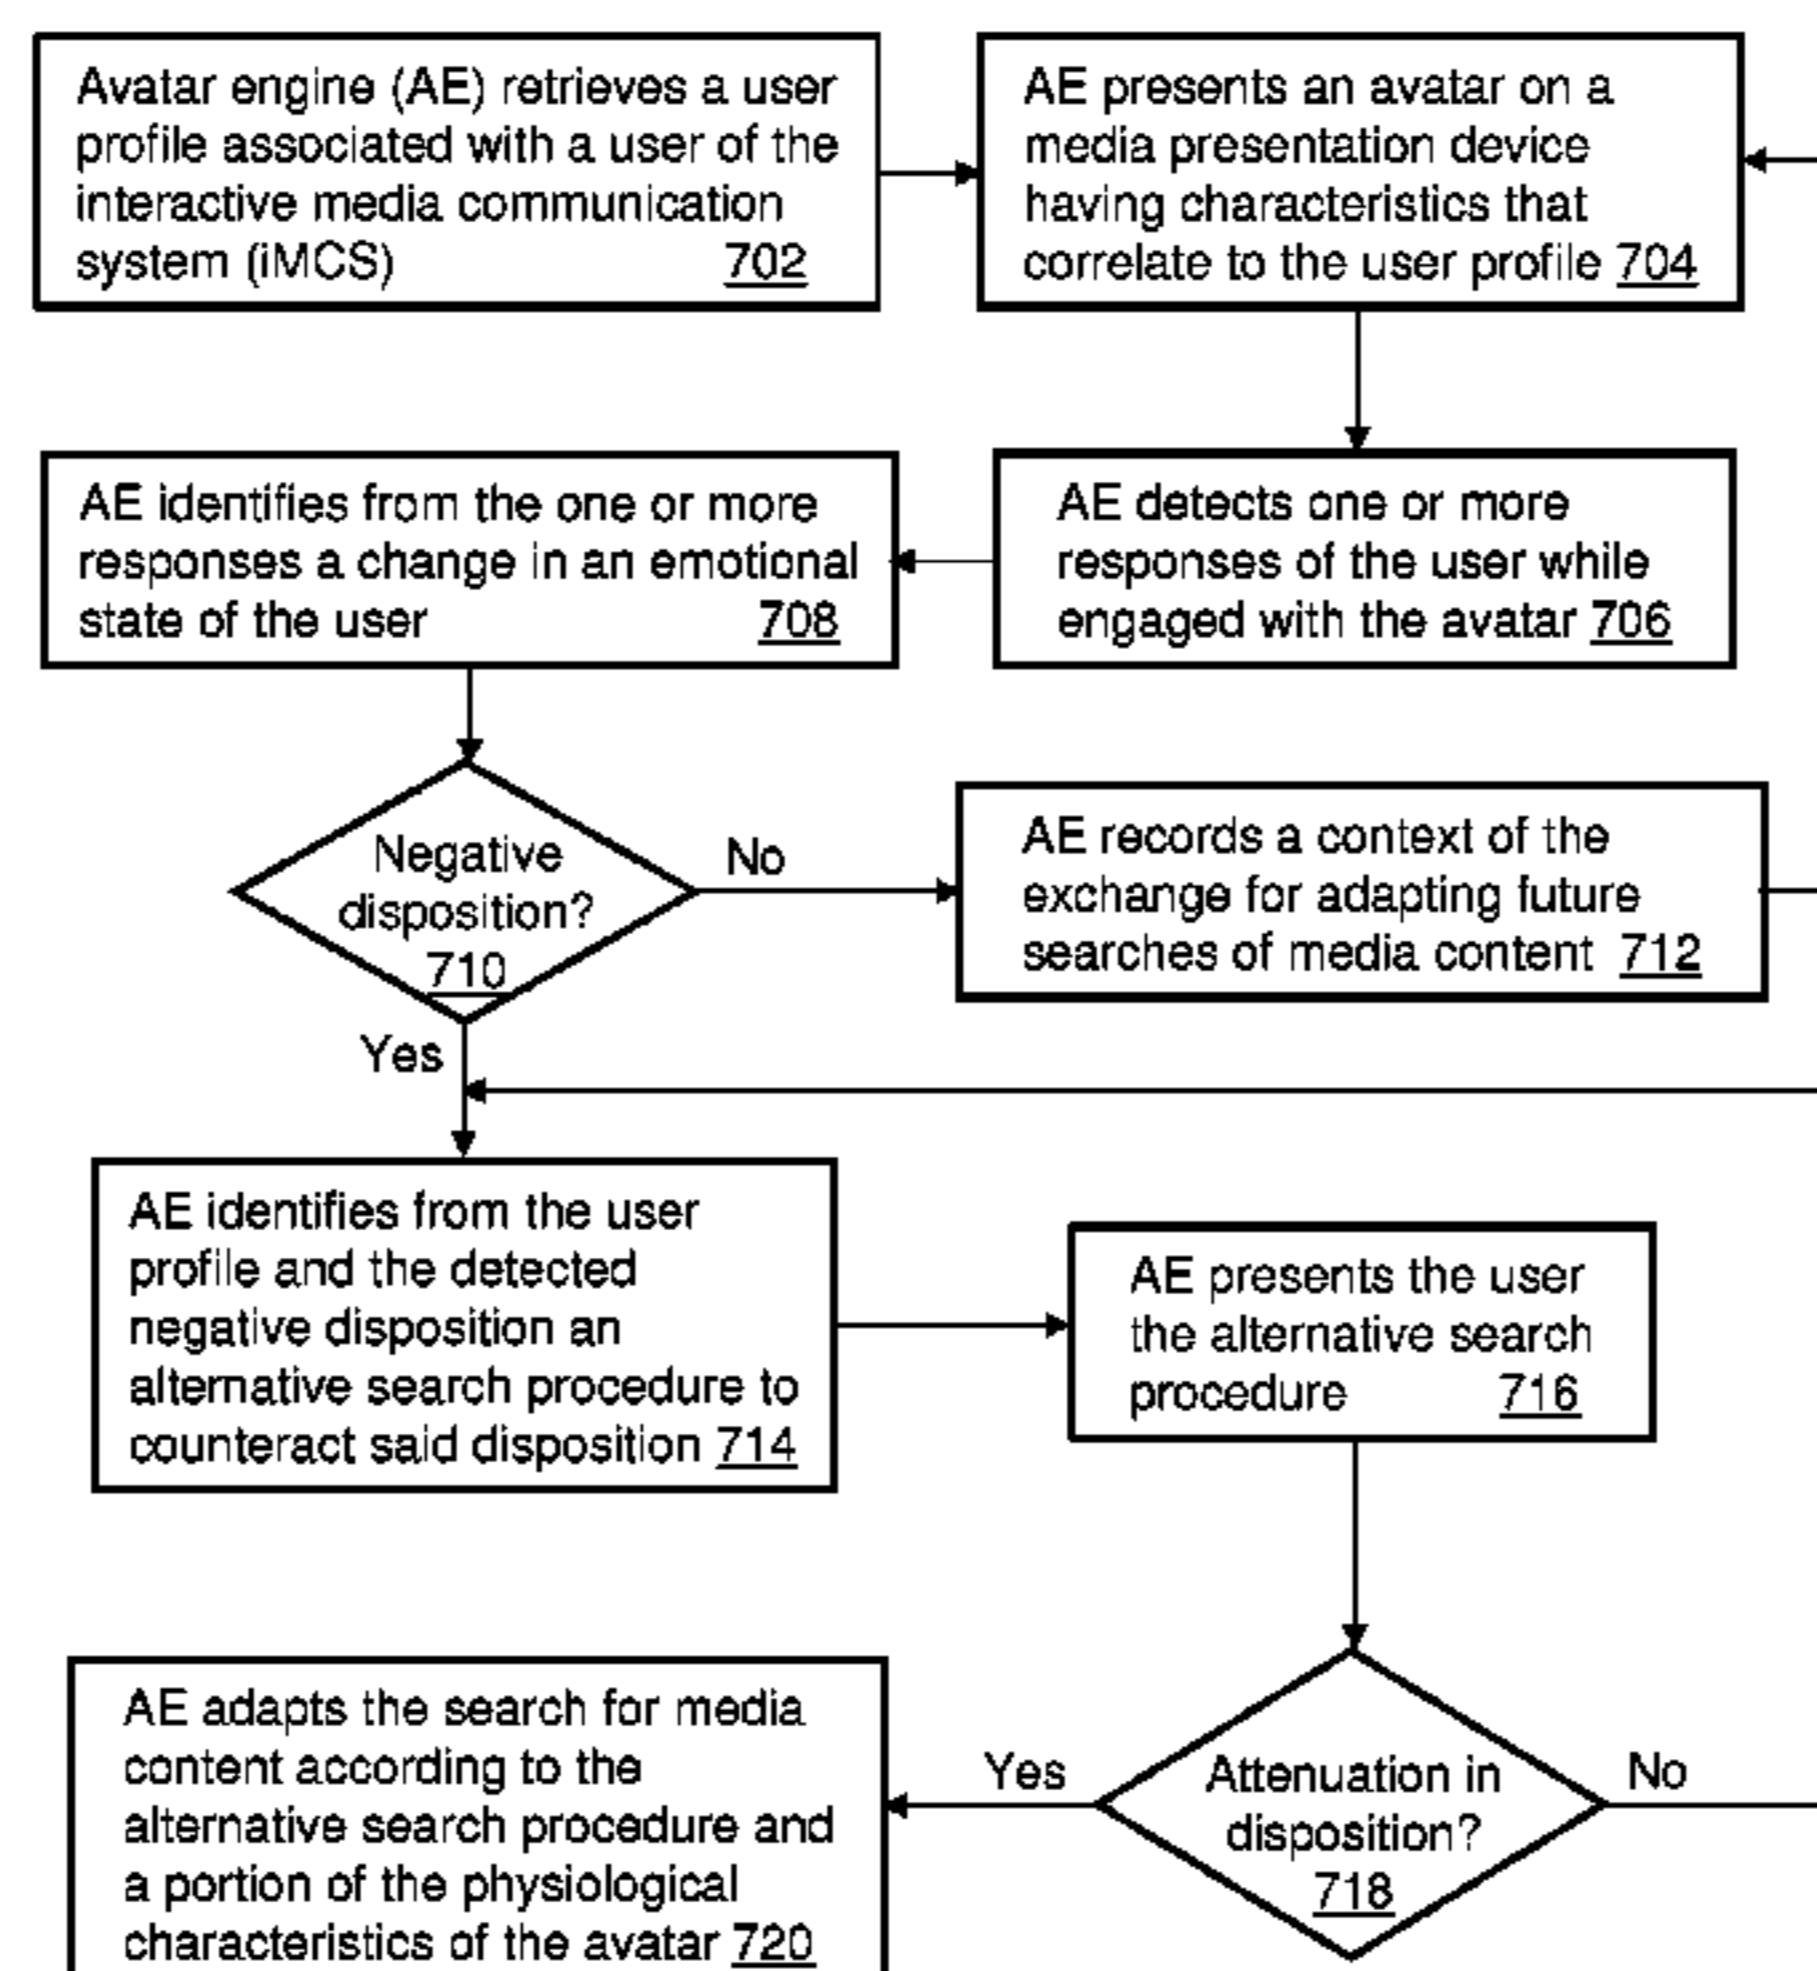 Avatar engine (AE) retrieves a user
profile associated with a user of the
interactive media communication
system (iMCS) 702
AE presents an avatar on a
media presentation device
having characteristics that
correlate to the user profile 704
AE detects one or more
responses of the user while
engaged with the avatar 706
AE identifies from the one or more
responses a change in an emotional
state of the user 708
Negative
disposition?
710
No
AE records a context of the
exchange for adapting future
searches of media content 712
Yes
AE identifies from the user
profile and the detected
negative disposition an
alternative search procedure to
counteract said disposition 714
AE presents the user
the alternative search
procedure 716
Attenuation in
disposition?
718
No
Yes
AE adapts the search for media
content according to the
alternative search procedure and
a portion of the physiological
characteristics of the avatar 720